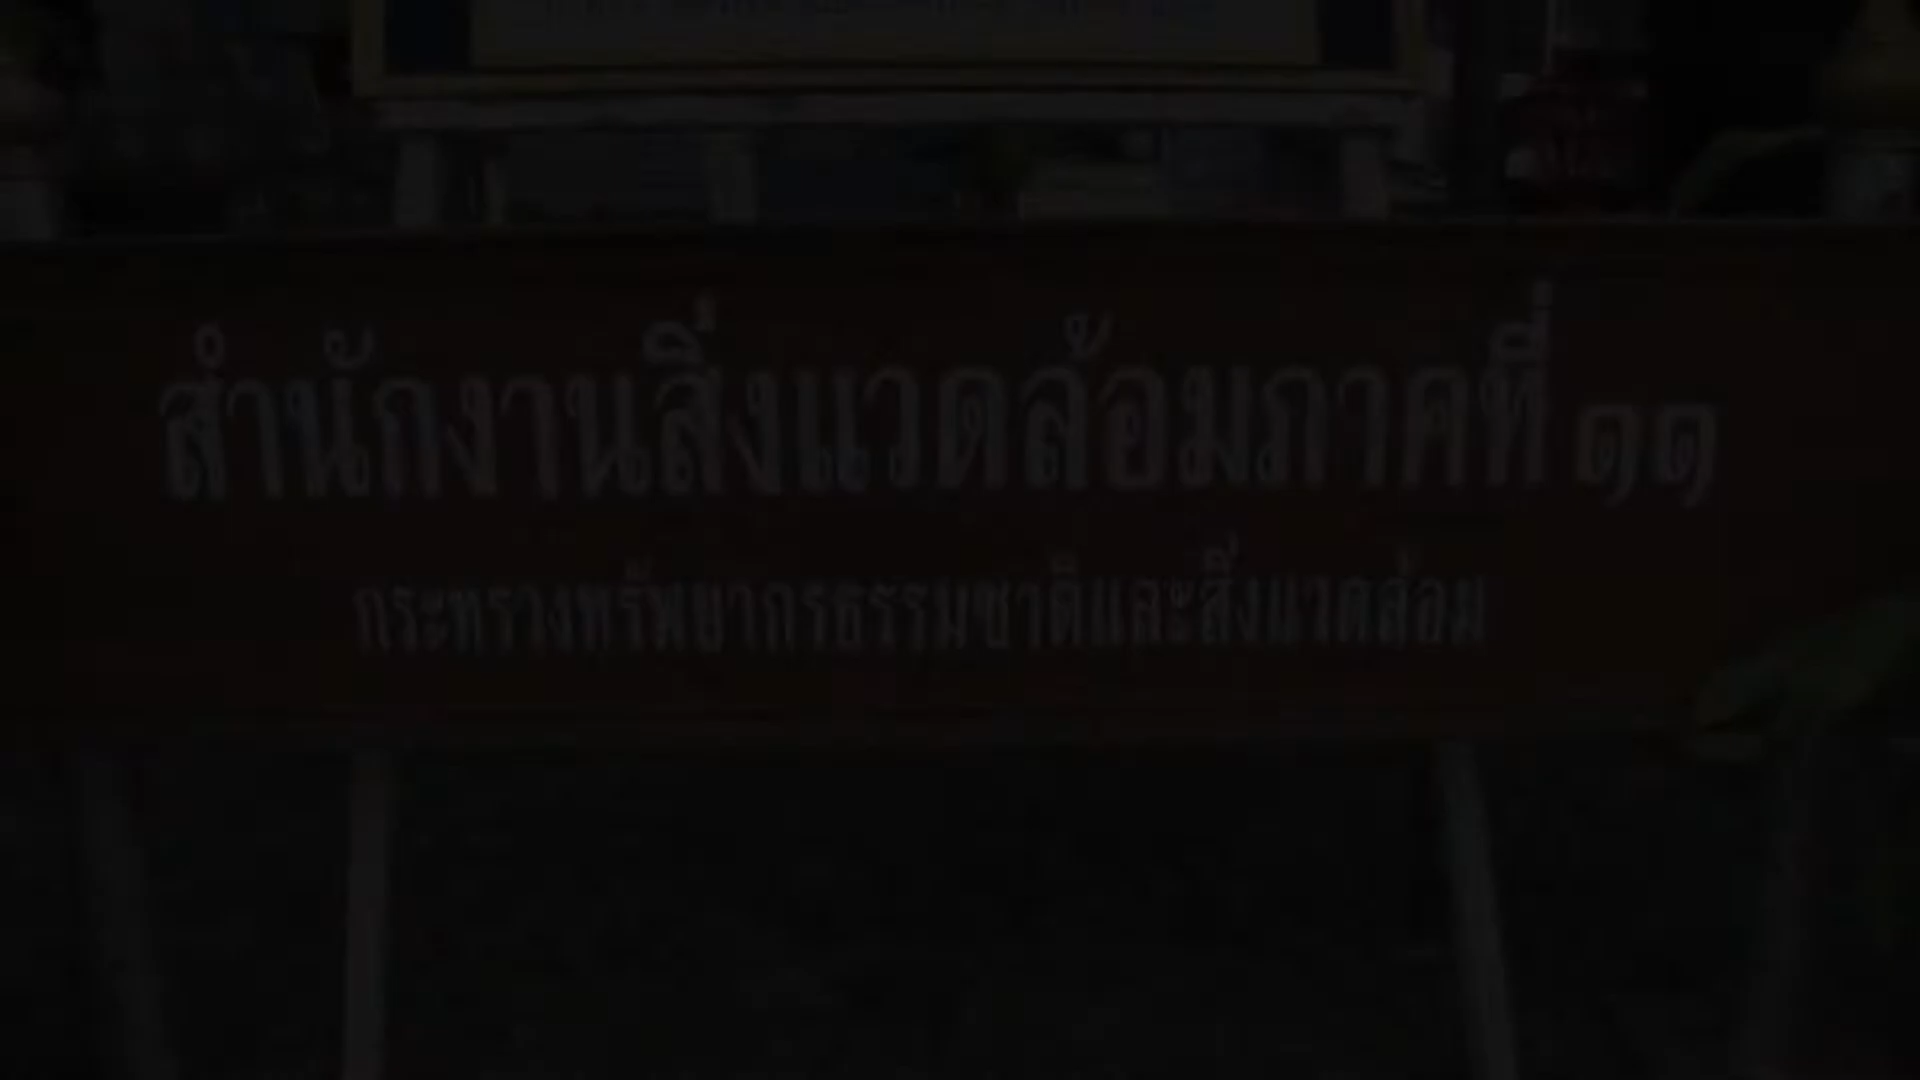 สำนักงานสิ่งแวดล้อมภาคที่ ๑๑
กระทรวงทรัพยากรธรรมชาติและสิ่งแวดล้อม